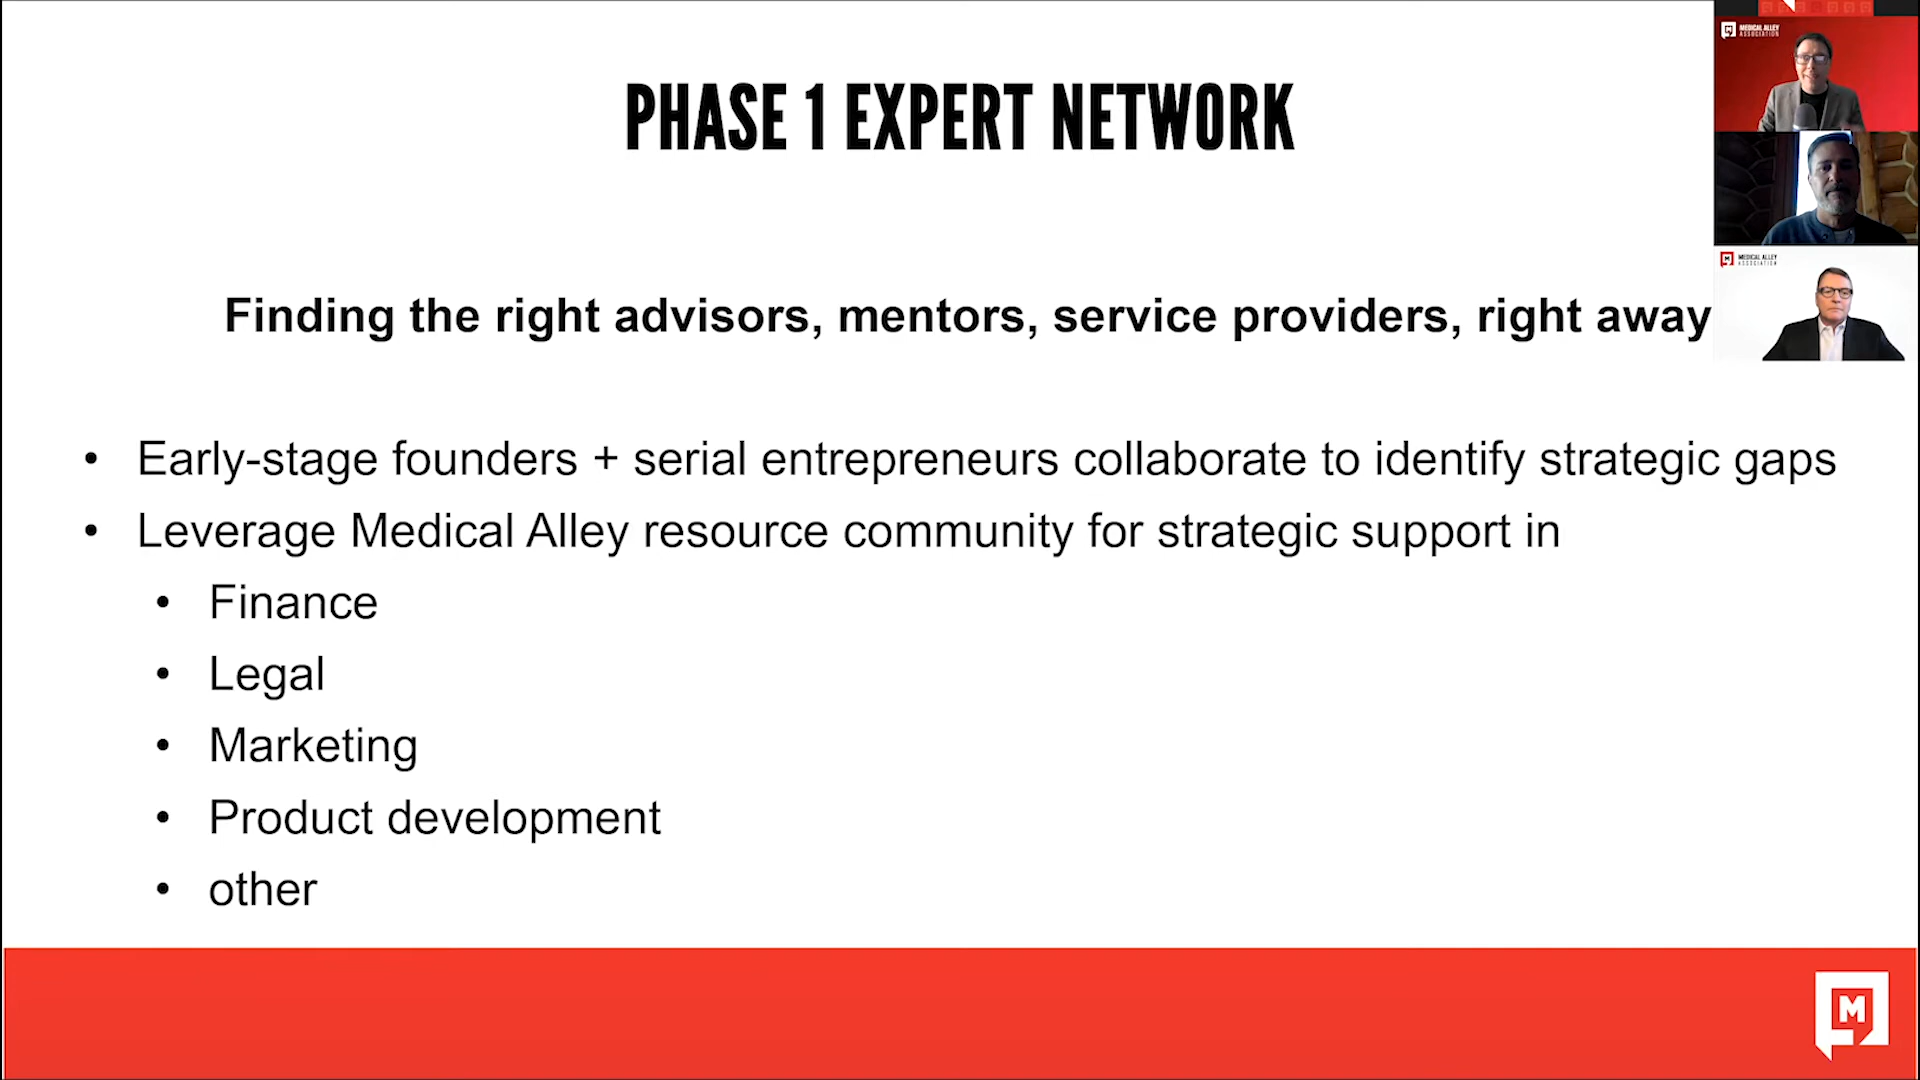 PHASE 1 EXPERT NETWORK
MEDICAL ALLEY
ASSOCIATION
MEDICAL ALLEY
ASSOCIATION
Finding the right advisors, mentors, service providers, right away
• Early-stage founders + serial entrepreneurs collaborate to identify strategic gaps
• Leverage Medical Alley resource community for strategic support in
• Finance
• Legal
• Marketing
• Product development
• other
M